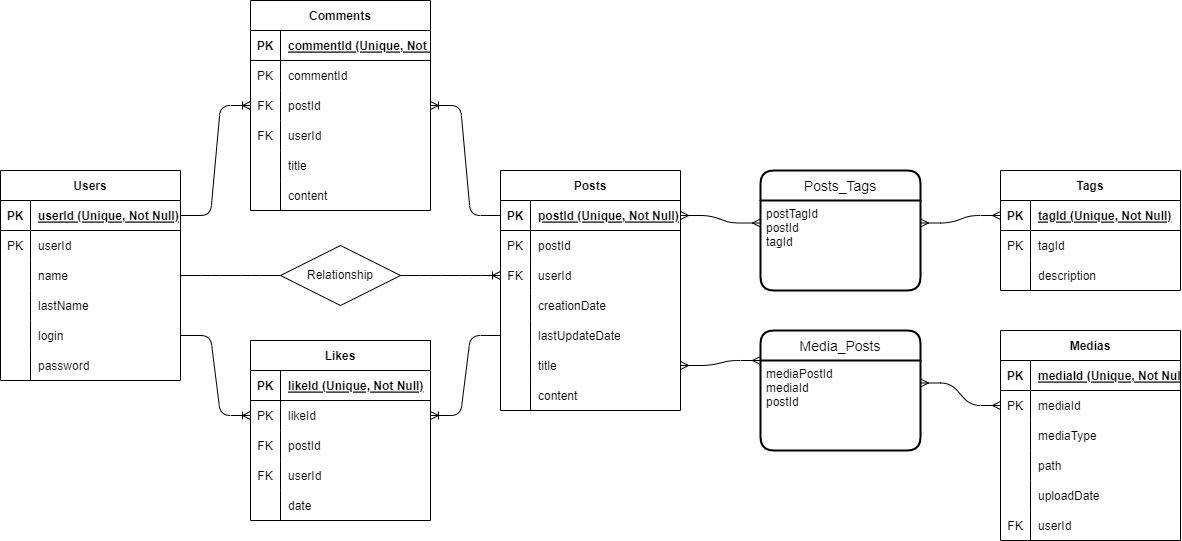 Comments
PK commentId (Unique, Not
PK commentId
FK postId
FK userId
title
content
Users
PK userId (Unique, Not Null)
PK userId
name
lastName
login
password
Relationship
Likes
PK likeId (Unique, Not Null)
PK likeId
FK postId
FK userId
date
Posts
PK postId (Unique, Not Null)
PK postId
FK userId
creationDate
lastUpdateDate
title
content
Posts_Tags
postTagId
postId
tagId
Tags
PK tagId (Unique, Not Null)
PK tagId
description
Media_Posts
mediaPostId
mediaId
postId
Medias
PK mediaId (Unique, Not Nul
PK mediaId
mediaType
path
uploadDate
FK userId